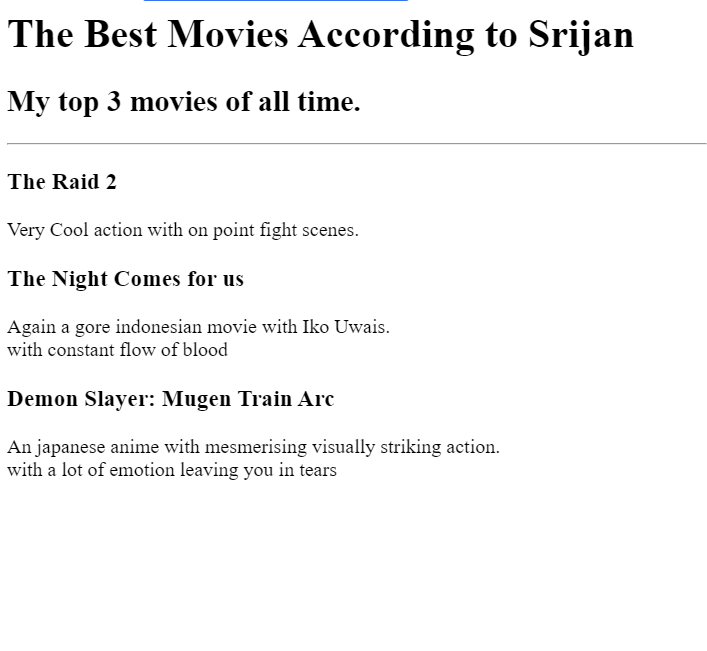 The Best Movies According to Srijan
My top 3 movies of all time.
The Raid 2
Very Cool action with on point fight scenes.
The Night Comes for us
Again a gore indonesian movie with Iko Uwais.
with constant flow of blood
Demon Slayer: Mugen Train Arc
An japanese anime with mesmerising visually striking action.
with a lot of emotion leaving you in tears